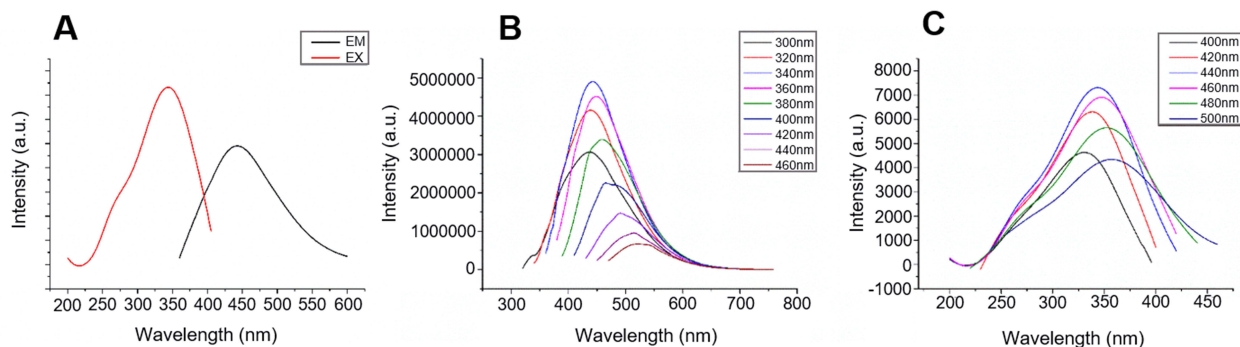 A
EM
EX
Intensity (a.u.)
200 250 300 350 400 450 500 550 600
Wavelength (nm)
B
300nm
320nm
340nm
360nm
380nm
400nm
420nm
440nm
460nm
5000000
4000000
3000000
2000000
1000000
0
Intensity (a.u.)
300 400 500 600 700 800
Wavelength (nm)
C
400nm
420nm
440nm
460nm
480nm
500nm
8000
7000
6000
5000
4000
3000
2000
1000
0
-1000
Intensity (a.u.)
200 250 300 350 400 450
Wavelength (nm)